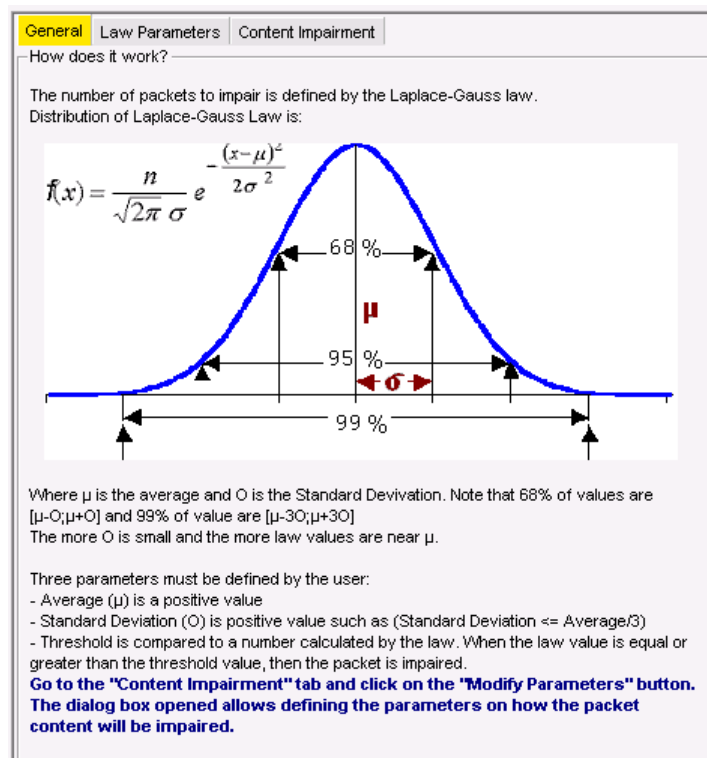 General Law Parameters Content Impairment
How does it work?
The number of packets to impair is defined by the Laplace-Gauss law.
Distribution of Laplace-Gauss Law is:
f(x) = n / √2π σ e -(x-μ)² / 2σ ²
68 %
μ
95 %
σ
99 %
Where µ is the average and O is the Standard Devivation. Note that 68% of values are
[µ-O;µ+O] and 99% of value are [µ-3O;µ+3O]
The more O is small and the more law values are near µ.
Three parameters must be defined by the user:
- Average (µ) is a positive value
- Standard Deviation (O) is positive value such as (Standard Deviation <= Average/3)
- Threshold is compared to a number calculated by the law. When the law value is equal or
greater than the threshold value, then the packet is impaired.
Go to the "Content Impairment" tab and click on the "Modify Parameters" button.
The dialog box opened allows defining the parameters on how the packet
content will be impaired.